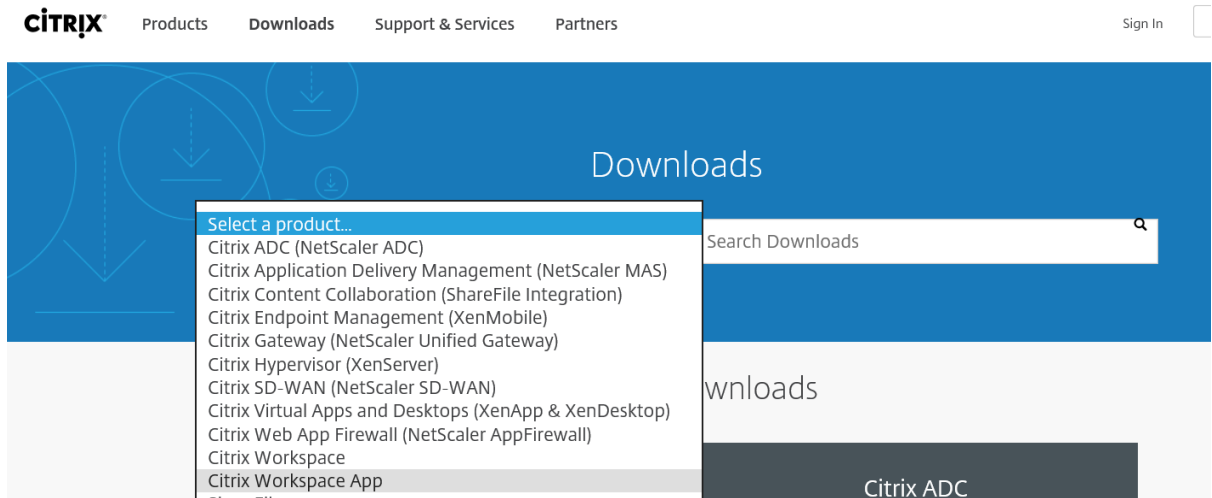 CITRIX
Products
Downloads
Support & Services
Partners
Sign In
Downloads
Select a product...
Search Downloads
Citrix ADC (NetScaler ADC)
Citrix Application Delivery Management (NetScaler MAS)
Citrix Content Collaboration (ShareFile Integration)
Citrix Endpoint Management (XenMobile)
Citrix Gateway (NetScaler Unified Gateway)
Citrix Hypervisor (XenServer)
Citrix SD-WAN (NetScaler SD-WAN)
Citrix Virtual Apps and Desktops (XenApp & XenDesktop)
Citrix Web App Firewall (NetScaler AppFirewall)
Citrix Workspace
Citrix Workspace App
wnloads
Citrix ADC